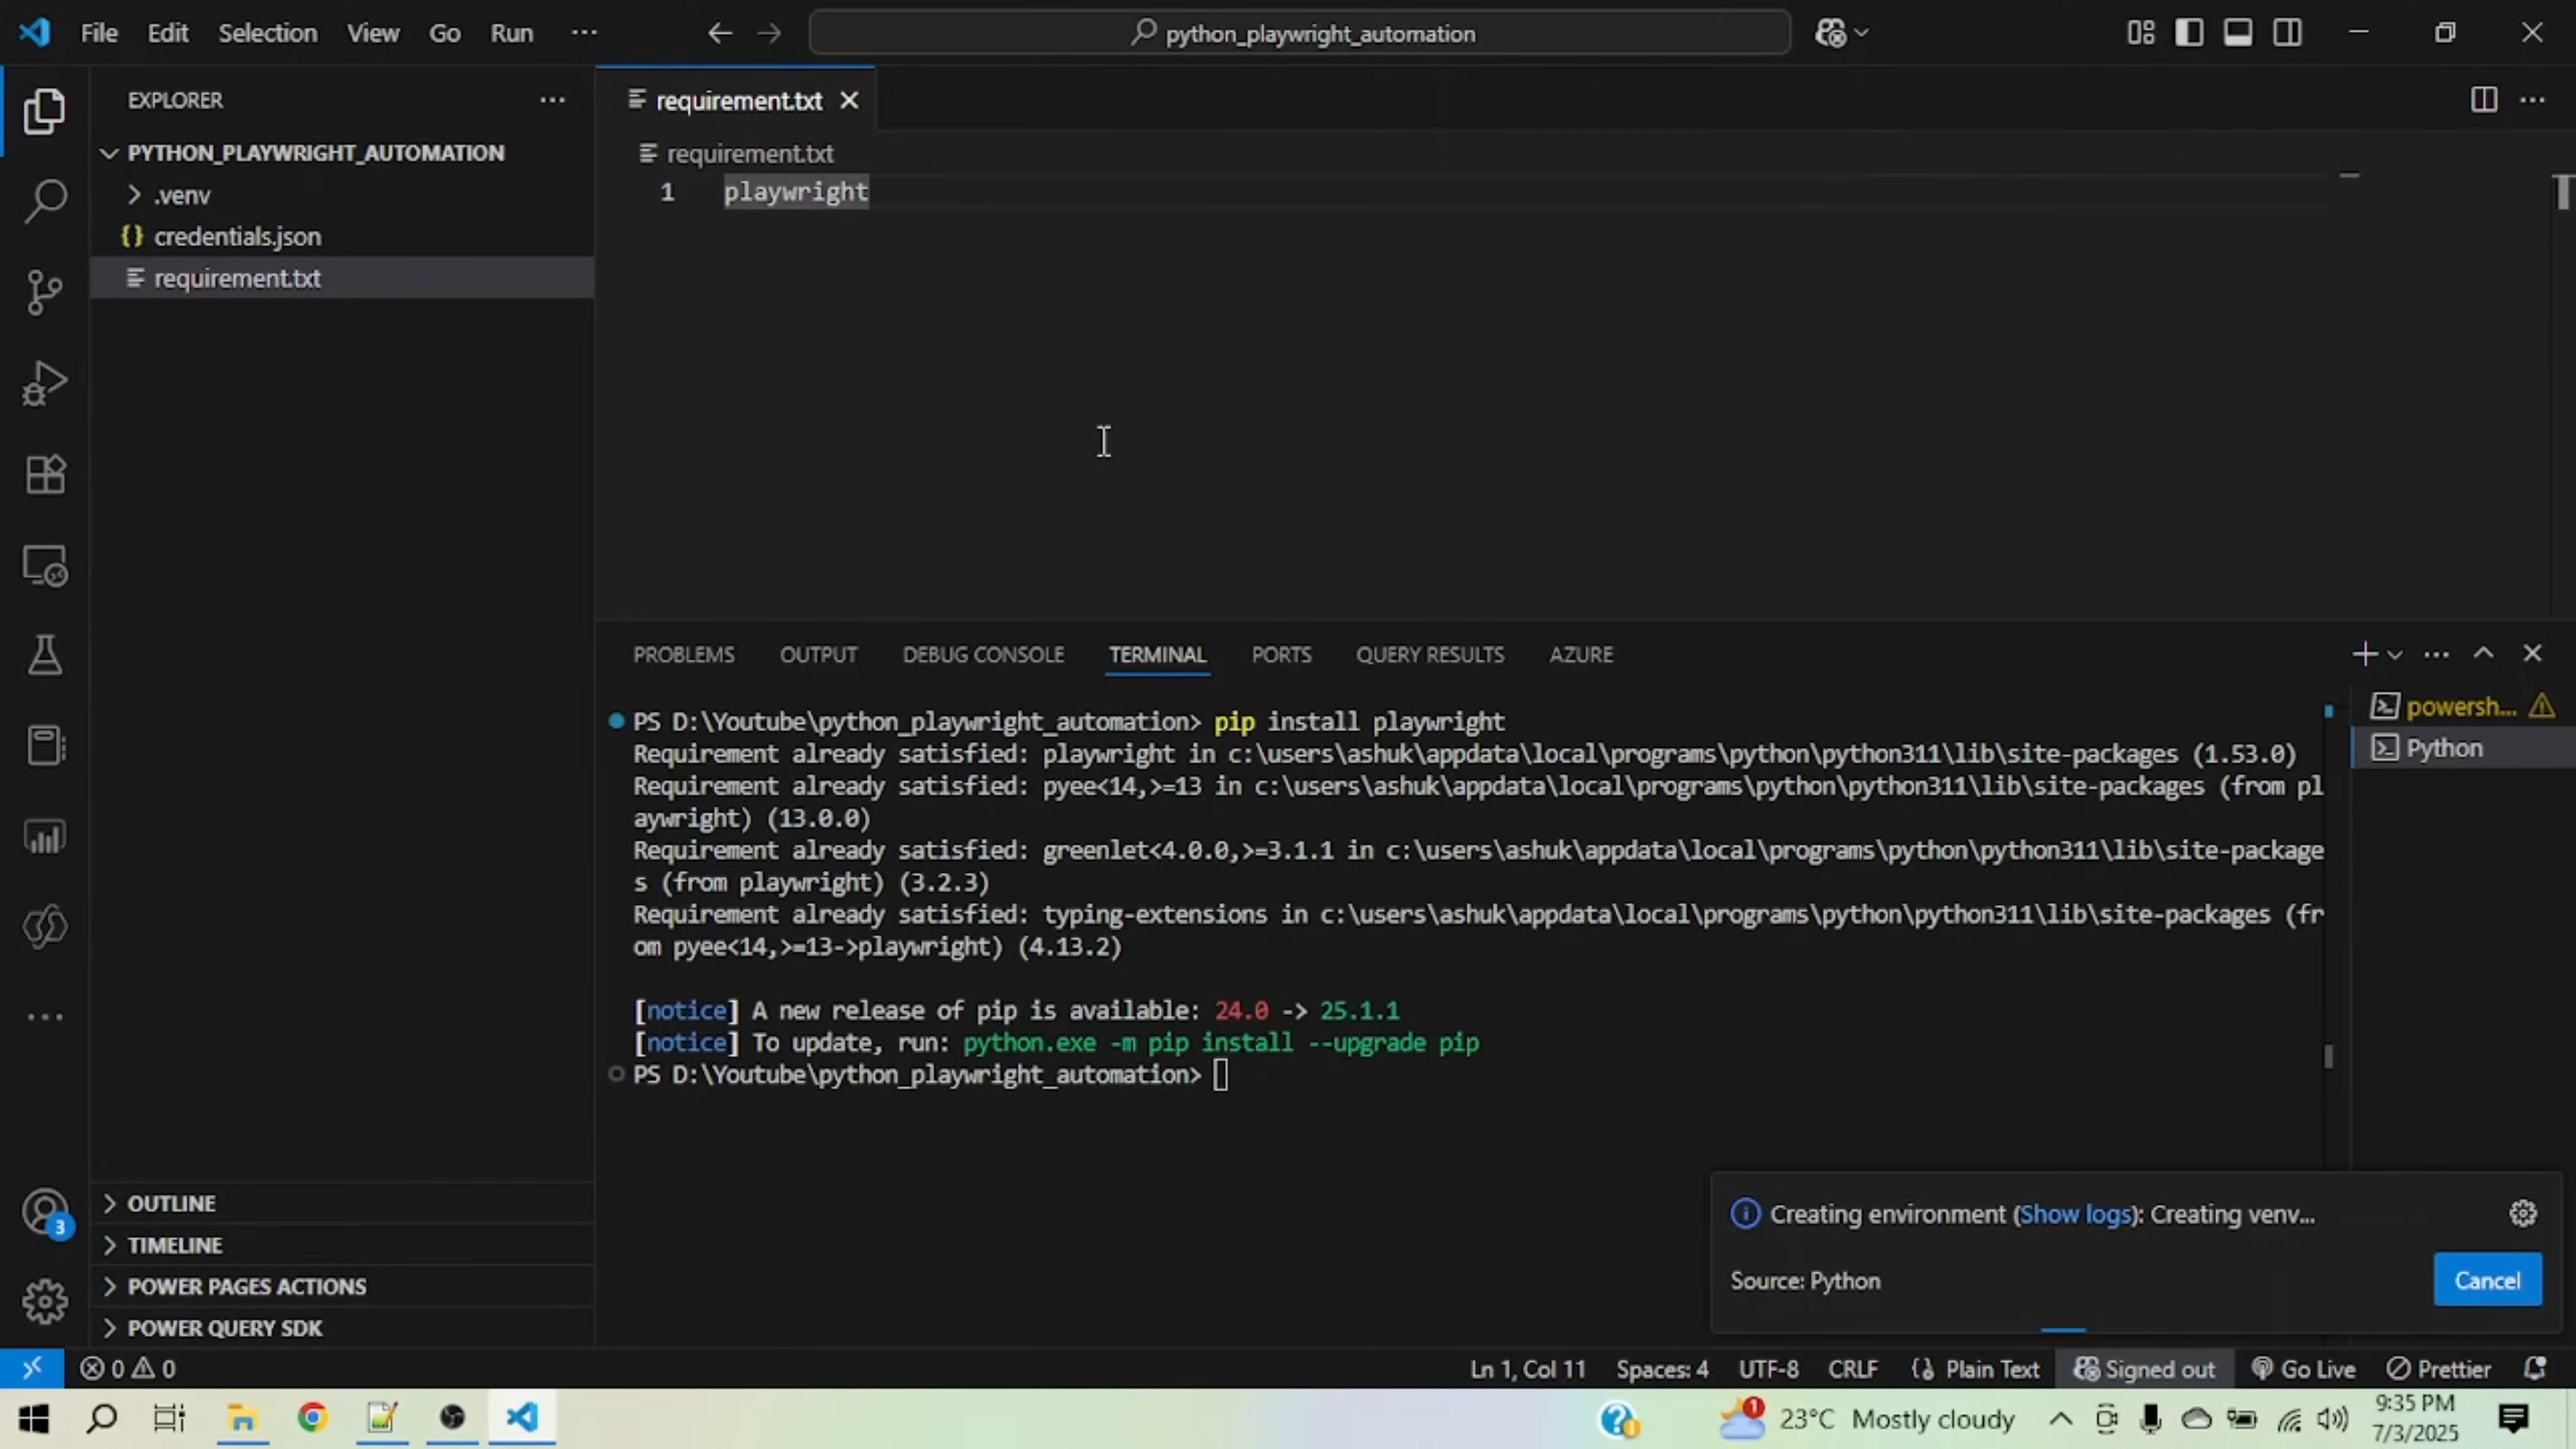 File Edit Selection View Go Run ···
python_playwright_automation
EXPLORER ···
PYTHON_PLAYWRIGHT_AUTOMATION
.venv
{} credentials.json
requirement.txt
requirement.txt
requirement.txt
1 playwright
PROBLEMS OUTPUT DEBUG CONSOLE TERMINAL PORTS QUERY RESULTS AZURE
PS D:\Youtube\python_playwright_automation> pip install playwright
Requirement already satisfied: playwright in c:\users\ashuk\appdata\local\programs\python\python311\lib\site-packages (1.53.0)
Requirement already satisfied: pyee<14,>=13 in c:\users\ashuk\appdata\local\programs\python\python311\lib\site-packages (from pl
aywright) (13.0.0)
Requirement already satisfied: greenlet<4.0.0,>=3.1.1 in c:\users\ashuk\appdata\local\programs\python\python311\lib\site-package
s (from playwright) (3.2.3)
Requirement already satisfied: typing-extensions in c:\users\ashuk\appdata\local\programs\python\python311\lib\site-packages (fr
om pyee<14,>=13->playwright) (4.13.2)
[notice] A new release of pip is available: 24.0 -> 25.1.1
[notice] To update, run: python.exe -m pip install --upgrade pip
PS D:\Youtube\python_playwright_automation>
powersh...
Python
OUTLINE
TIMELINE
POWER PAGES ACTIONS
POWER QUERY SDK
3
Creating environment (Show logs): Creating venv...
Source: Python
Cancel
0 0
Ln 1, Col 11 Spaces: 4 UTF-8 CRLF {} Plain Text Signed out Go Live Prettier
1
23°C Mostly cloudy
9:35 PM
7/3/2025